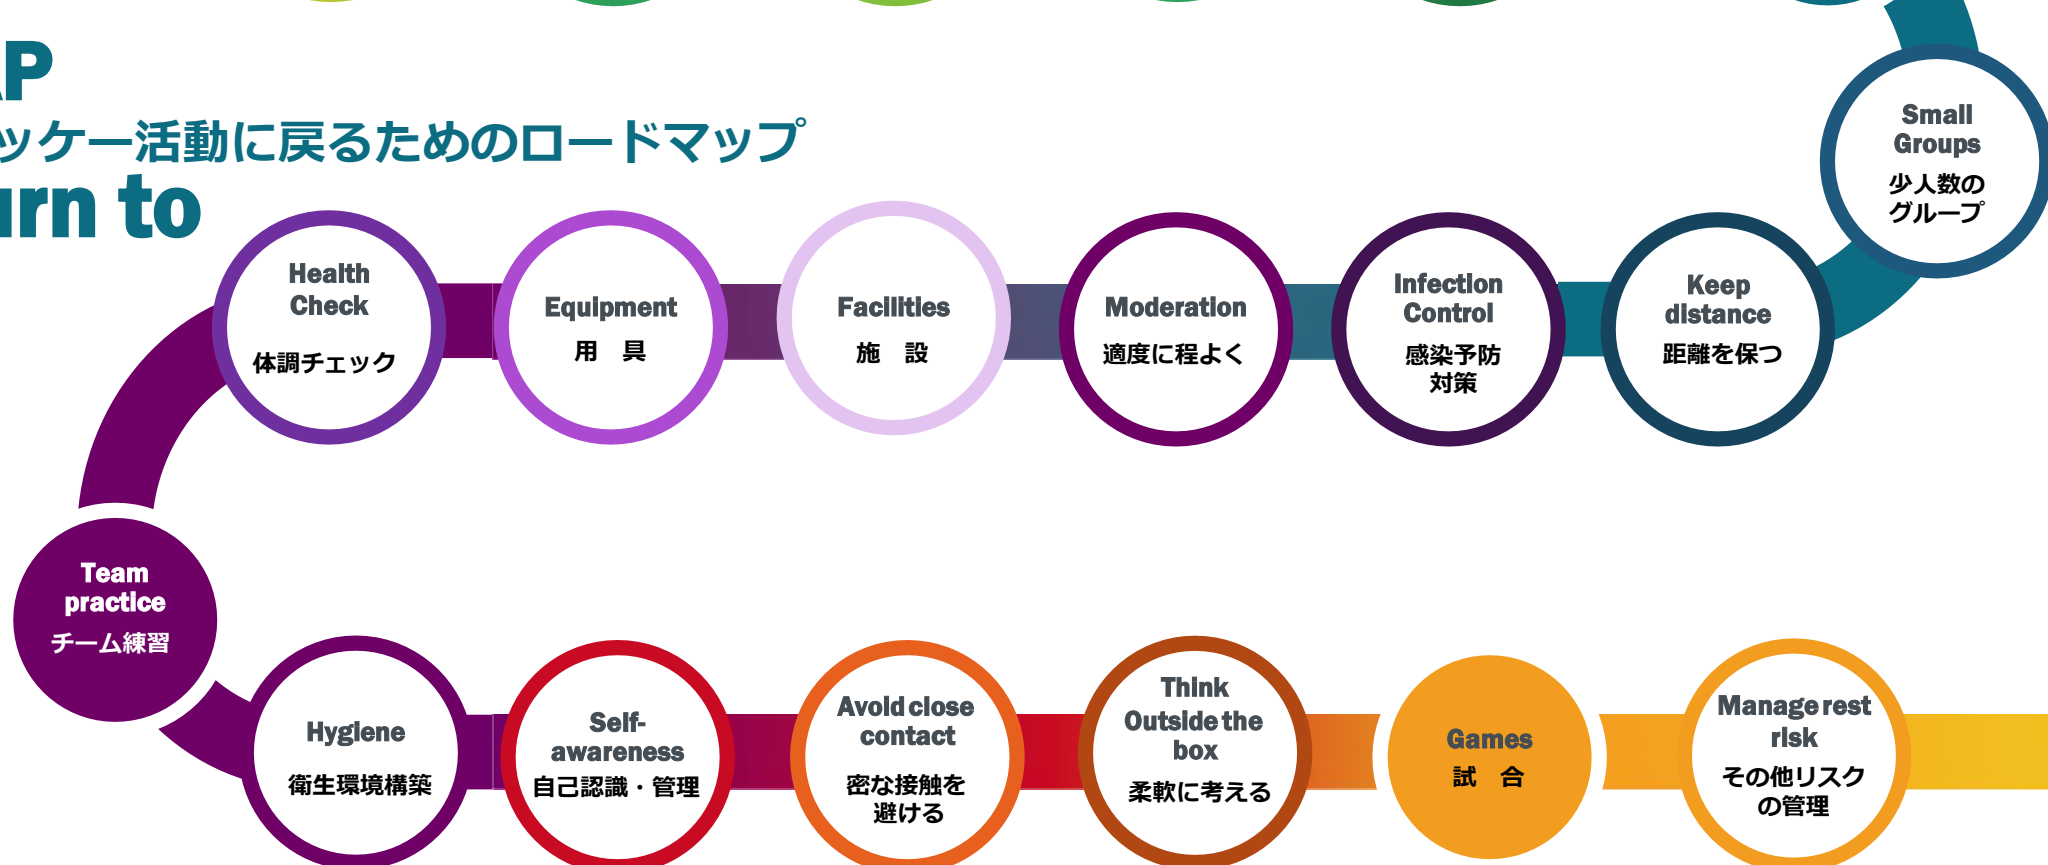 AP
ッケー活動に戻るためのロードマップ
urn to
Small
Groups
少人数の
グループ
Health
Check
体調チェック
Equipment
用　具
Facilities
施　設
Moderation
適度に程よく
Infection
Control
感染予防
対策
Keep
distance
距離を保つ
Team
practice
チーム練習
Hygiene
衛生環境構築
Self-
awareness
自己認識・管理
Avoid close
contact
密な接触を
避ける
Think
Outside the
box
柔軟に考える
Games
試　合
Manage rest
risk
その他リスク
の管理